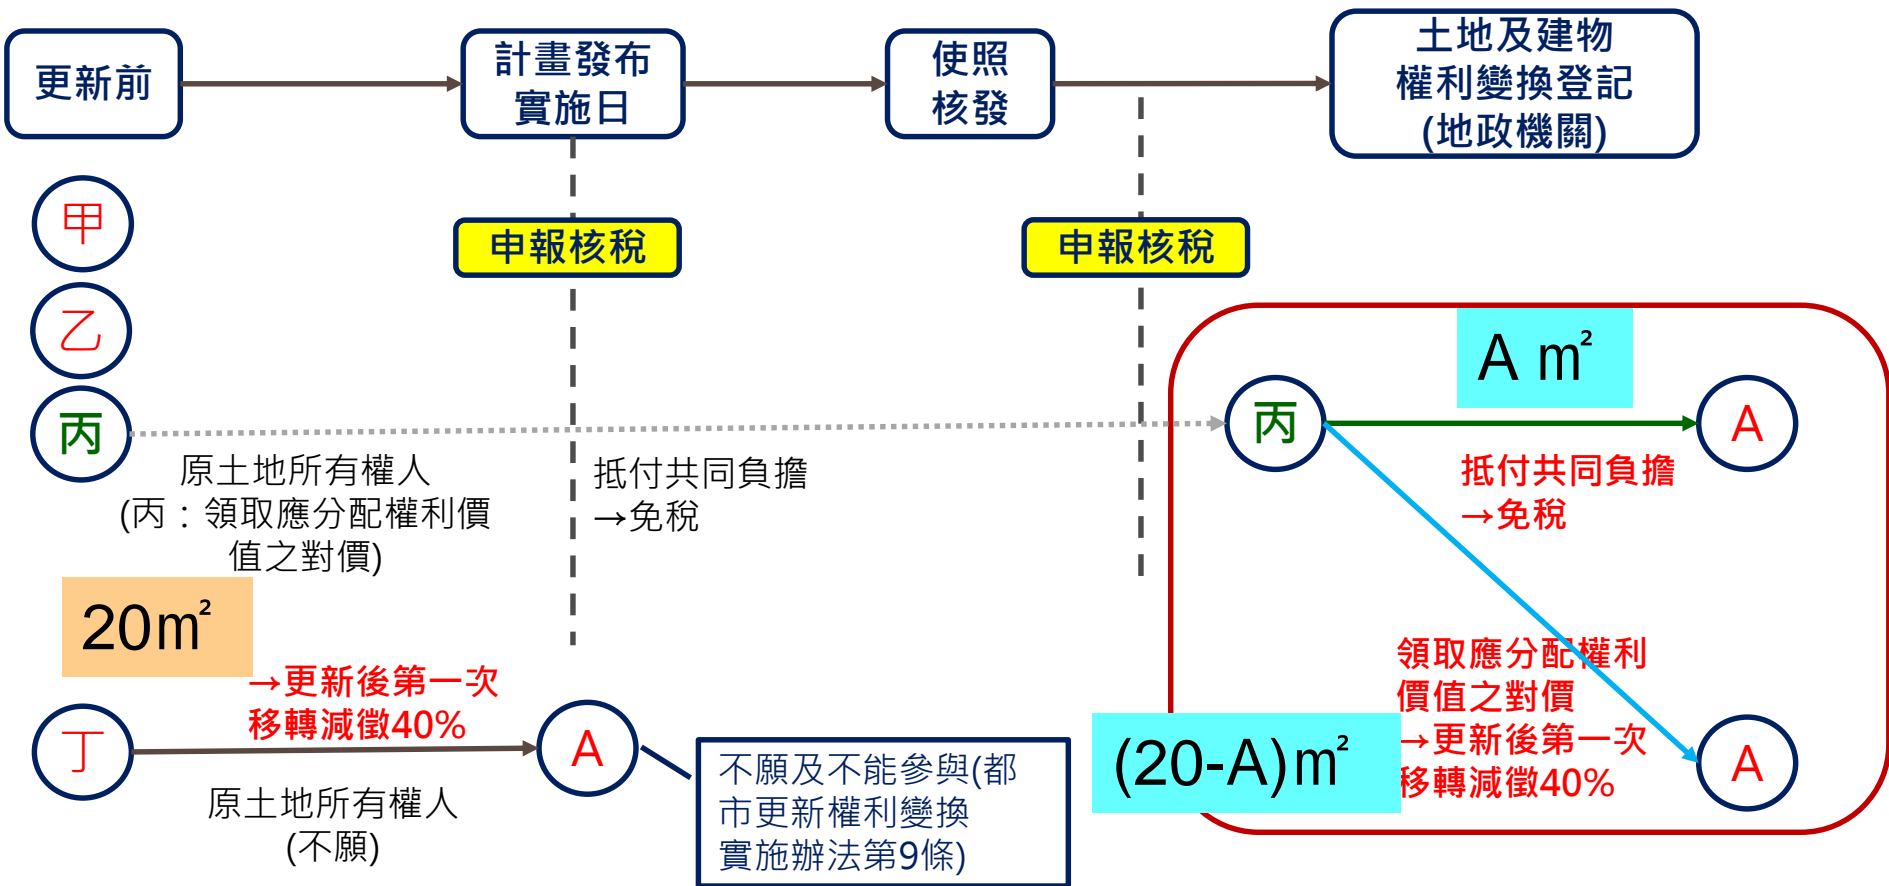 更新前
計畫發布
實施日
使照
核發
土地及建物
權利變換登記
(地政機關)
甲
申報核稅
申報核稅
乙
丙
原土地所有權人
(丙：領取應分配權利價
值之對價)
抵付共同負擔
→免稅
丙
A ㎡
A
抵付共同負擔
→免稅
20㎡
→更新後第一次
移轉減徵40%
丁
A
原土地所有權人
(不願)
不願及不能參與(都
市更新權利變換
實施辦法第9條)
(20-A)㎡
領取應分配權利
價值之對價
→更新後第一次
移轉減徵40%
A